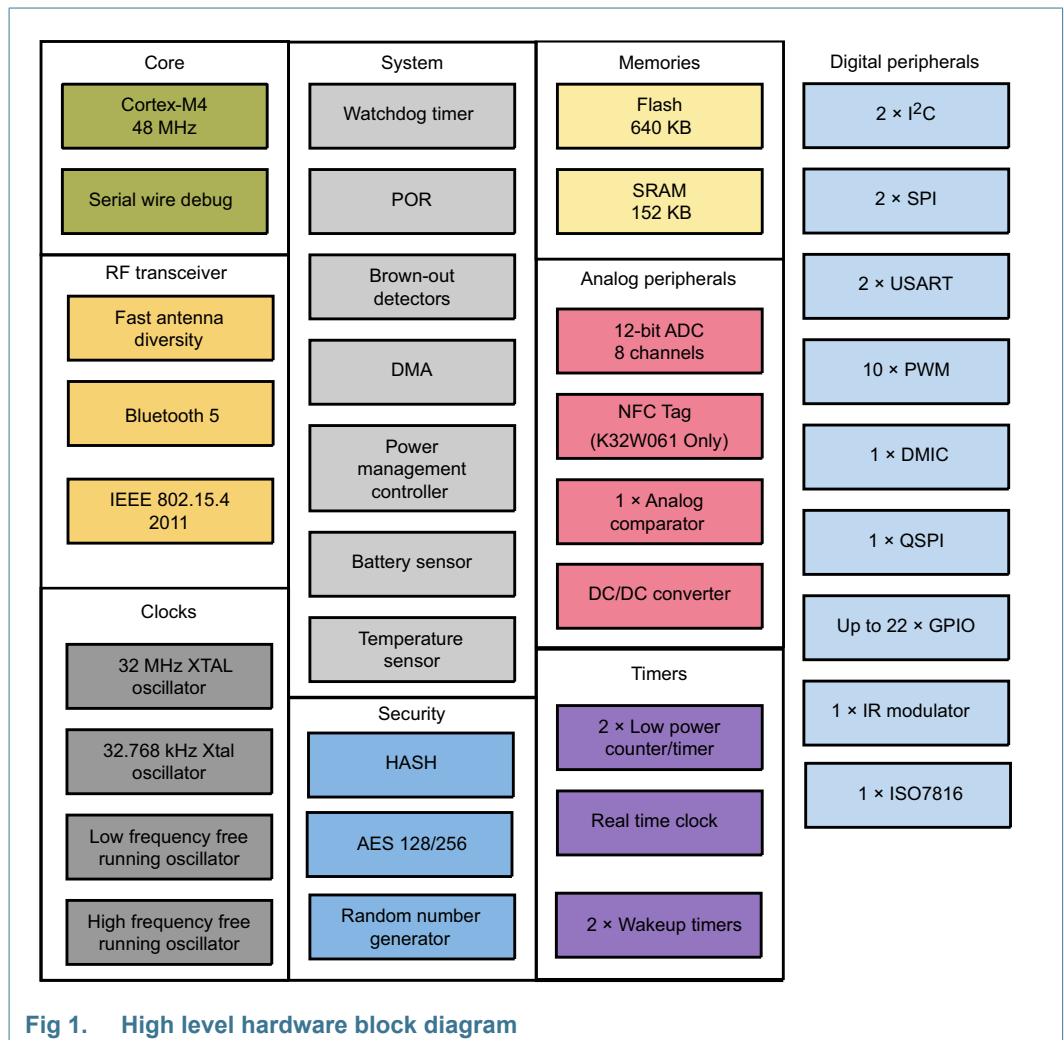 Core
Cortex-M4
48 MHz
Serial wire debug
RF transceiver
Fast antenna
diversity
Bluetooth 5
IEEE 802.15.4
2011
Clocks
32 MHz XTAL
oscillator
32.768 kHz Xtal
oscillator
Low frequency free
running oscillator
High frequency free
running oscillator
System
Watchdog timer
POR
Brown-out
detectors
DMA
Power
management
controller
Battery sensor
Temperature
sensor
Security
HASH
AES 128/256
Random number
generator
Memories
Flash
640 KB
SRAM
152 KB
Analog peripherals
12-bit ADC
8 channels
NFC Tag
(K32W061 Only)
1 × Analog
comparator
DC/DC converter
Timers
2 × Low power
counter/timer
Real time clock
2 × Wakeup timers
Digital peripherals
2 × I²C
2 × SPI
2 × USART
10 × PWM
1 × DMIC
1 × QSPI
Up to 22 × GPIO
1 × IR modulator
1 × ISO7816
Fig 1. High level hardware block diagram